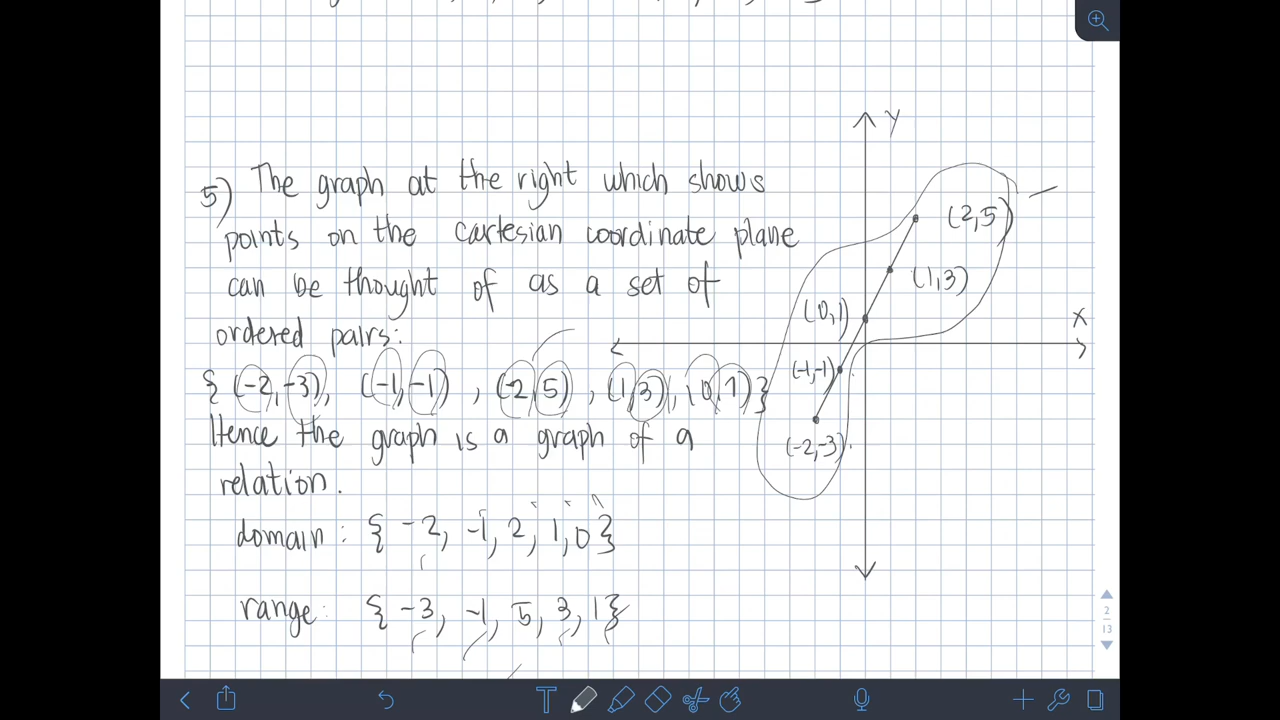 5) The graph at the right which shows
points on the cartesian coordinate plane
can be thought of as a set of
ordered pairs:
{ (-2, -3), (-1, -1) , (-2, 5) , (1, 3), (0, 1) }
Hence the graph is a graph of a
relation.
domain : { -2, -1, 2, 1, 0 }
range: { -3, -1, 5, 3, 1 }
Y
(2,5)
(1,3)
(0,1)
X
(-1,-1)
(-2,-3)
2
13
T